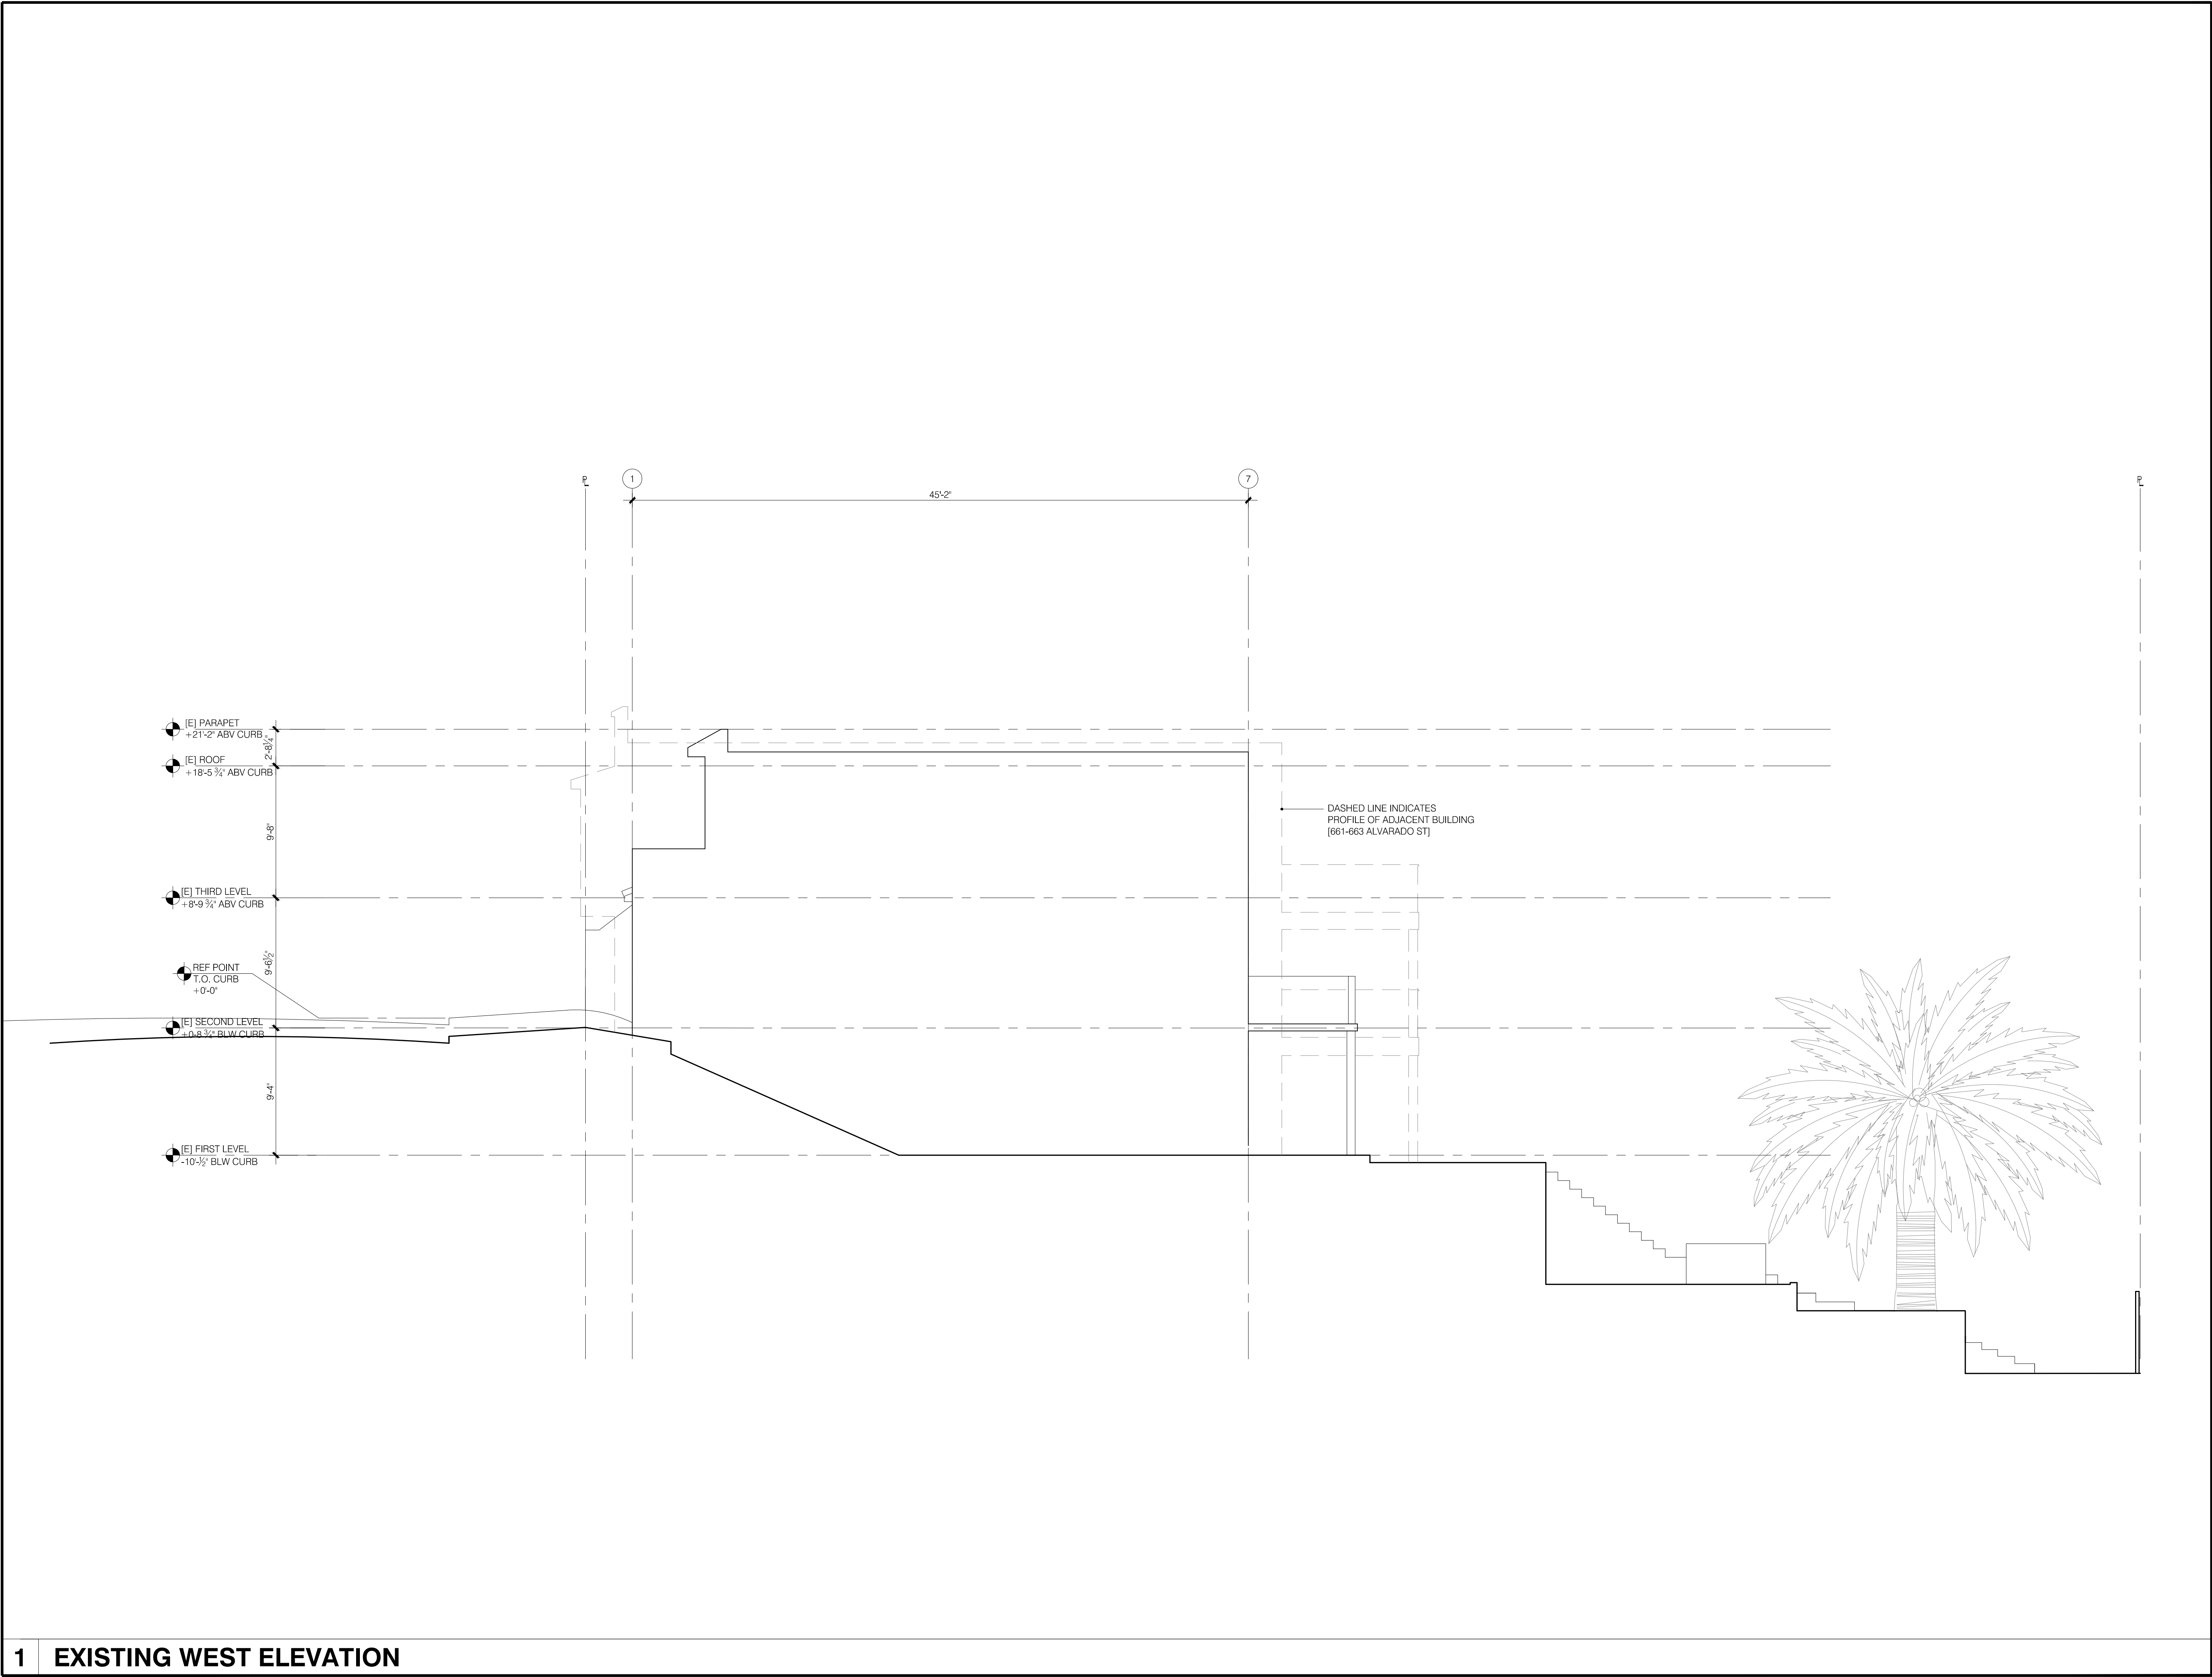 PL
1
7
PL
45'-2"
[E] PARAPET
+21'-2" ABV CURB
2'-8¼"
[E] ROOF
+18'-5 ¾" ABV CURB
9'-8"
DASHED LINE INDICATES
PROFILE OF ADJACENT BUILDING
[661-663 ALVARADO ST]
[E] THIRD LEVEL
+8'-9 ¾" ABV CURB
9'-6½"
REF POINT
T.O. CURB
+0'-0"
[E] SECOND LEVEL
+0-8 ¾" BLW CURB
9'-4"
[E] FIRST LEVEL
-10'-½" BLW CURB
1 EXISTING WEST ELEVATION